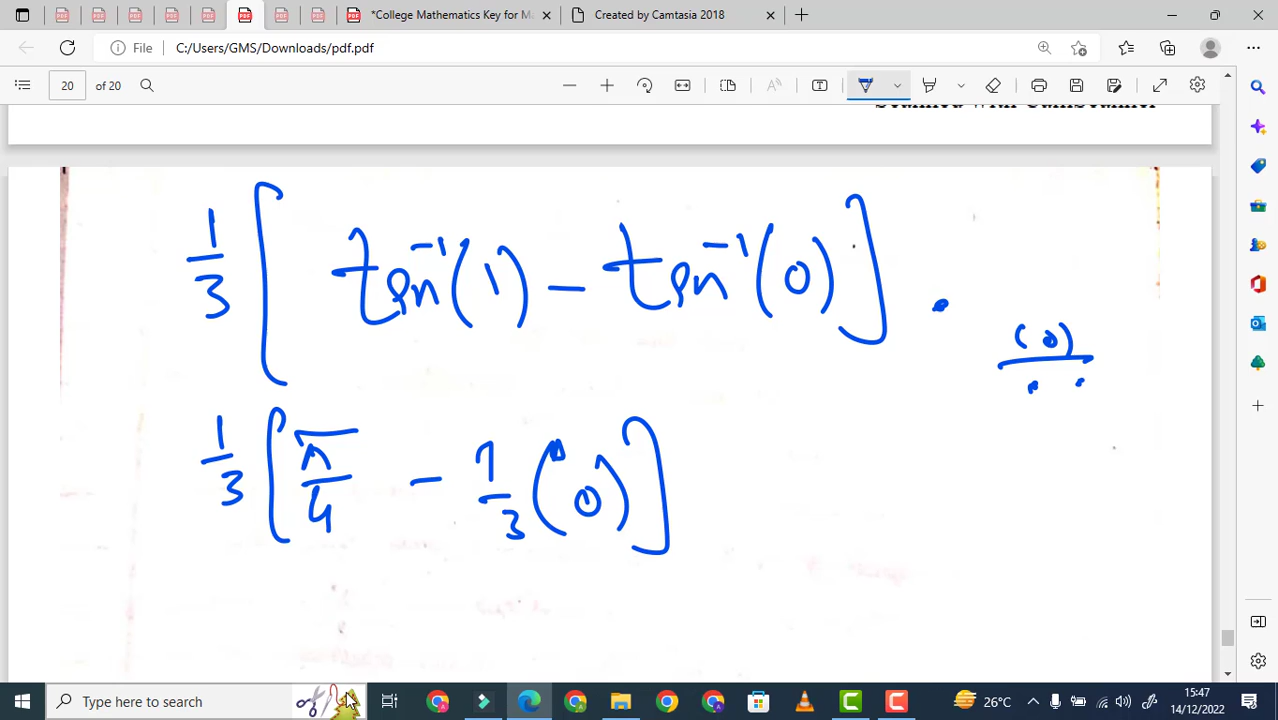 *College Mathematics Key for Ma
Created by Camtasia 2018
File
C:/Users/GMS/Downloads/pdf.pdf
20 of 20
1/3 [ tan⁻¹(1) - tan⁻¹(0) ] .
(0)
1/3 [ π/4 - 1/3 (0) ]
Type here to search
26°C
15:47
14/12/2022